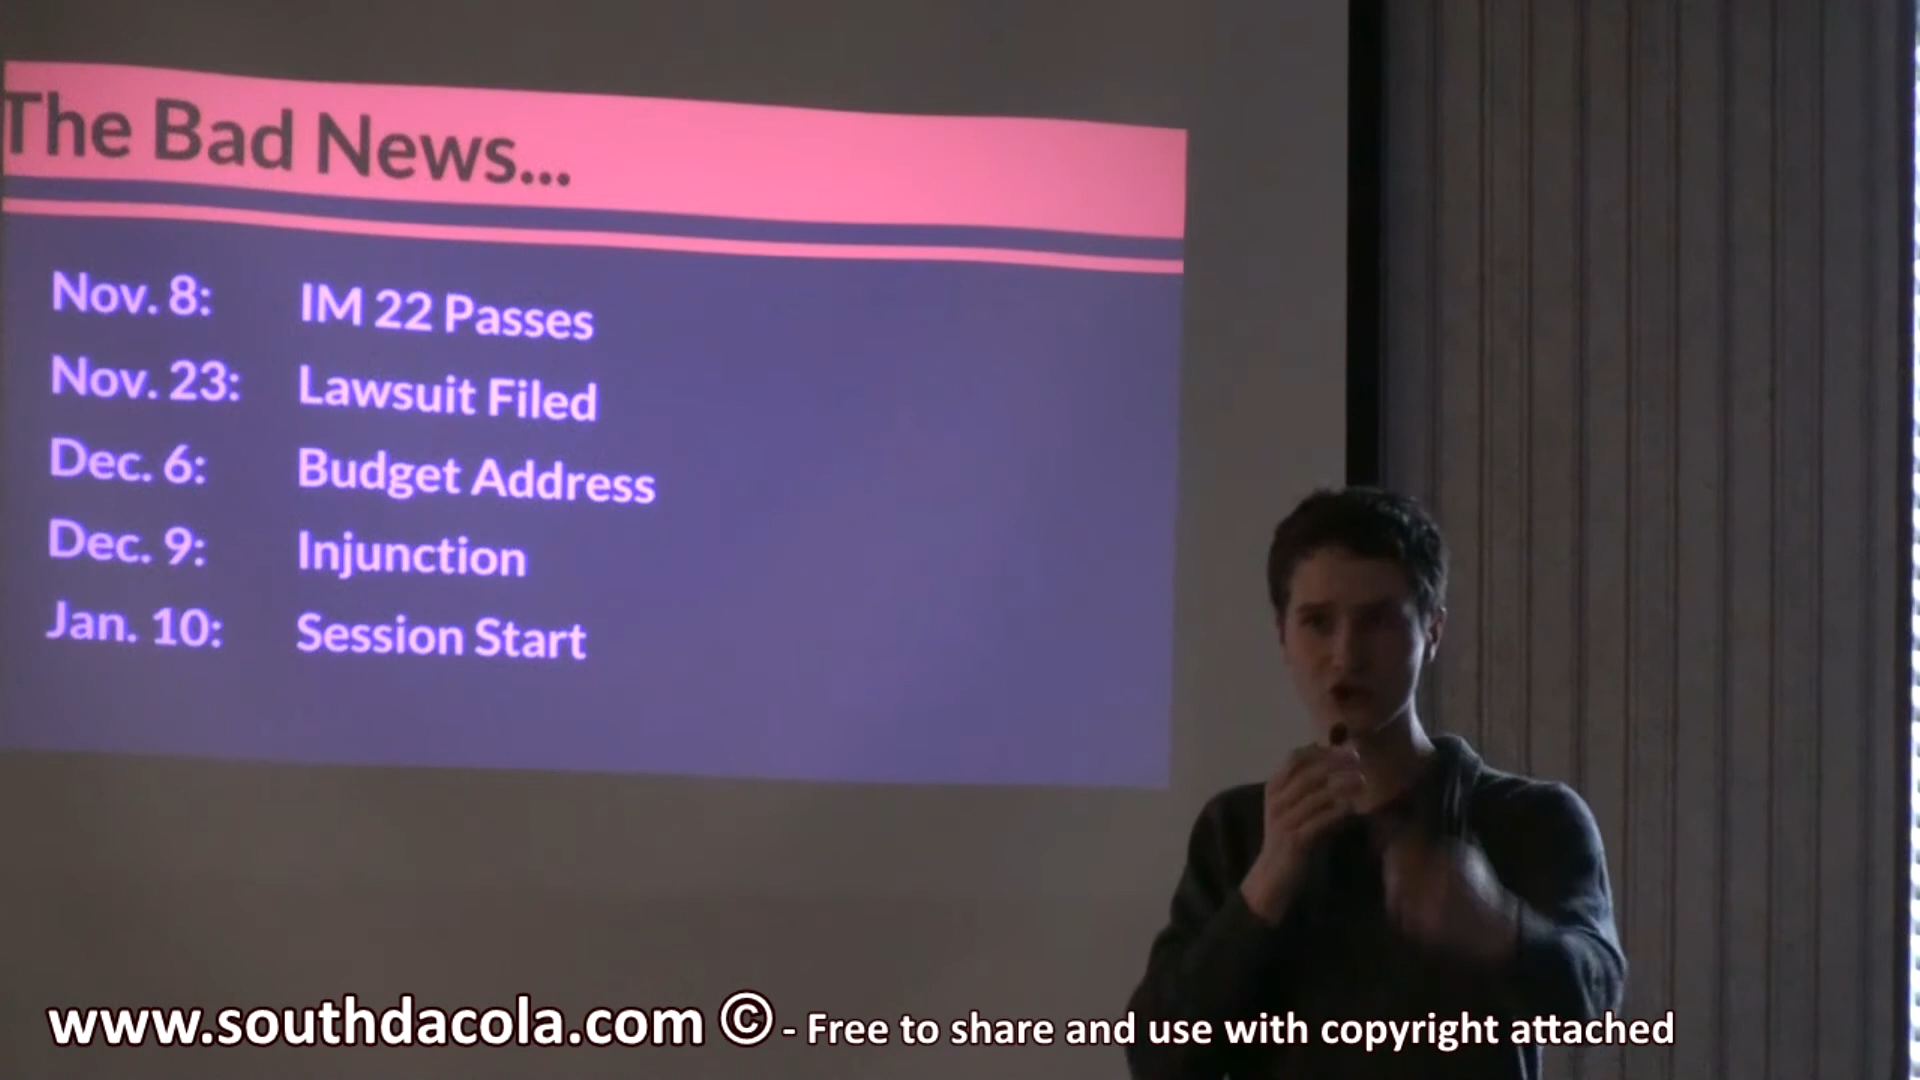 The Bad News...
Nov. 8: IM 22 Passes
Nov. 23: Lawsuit Filed
Dec. 6: Budget Address
Dec. 9: Injunction
Jan. 10: Session Start
www.southdacola.com © - Free to share and use with copyright attached